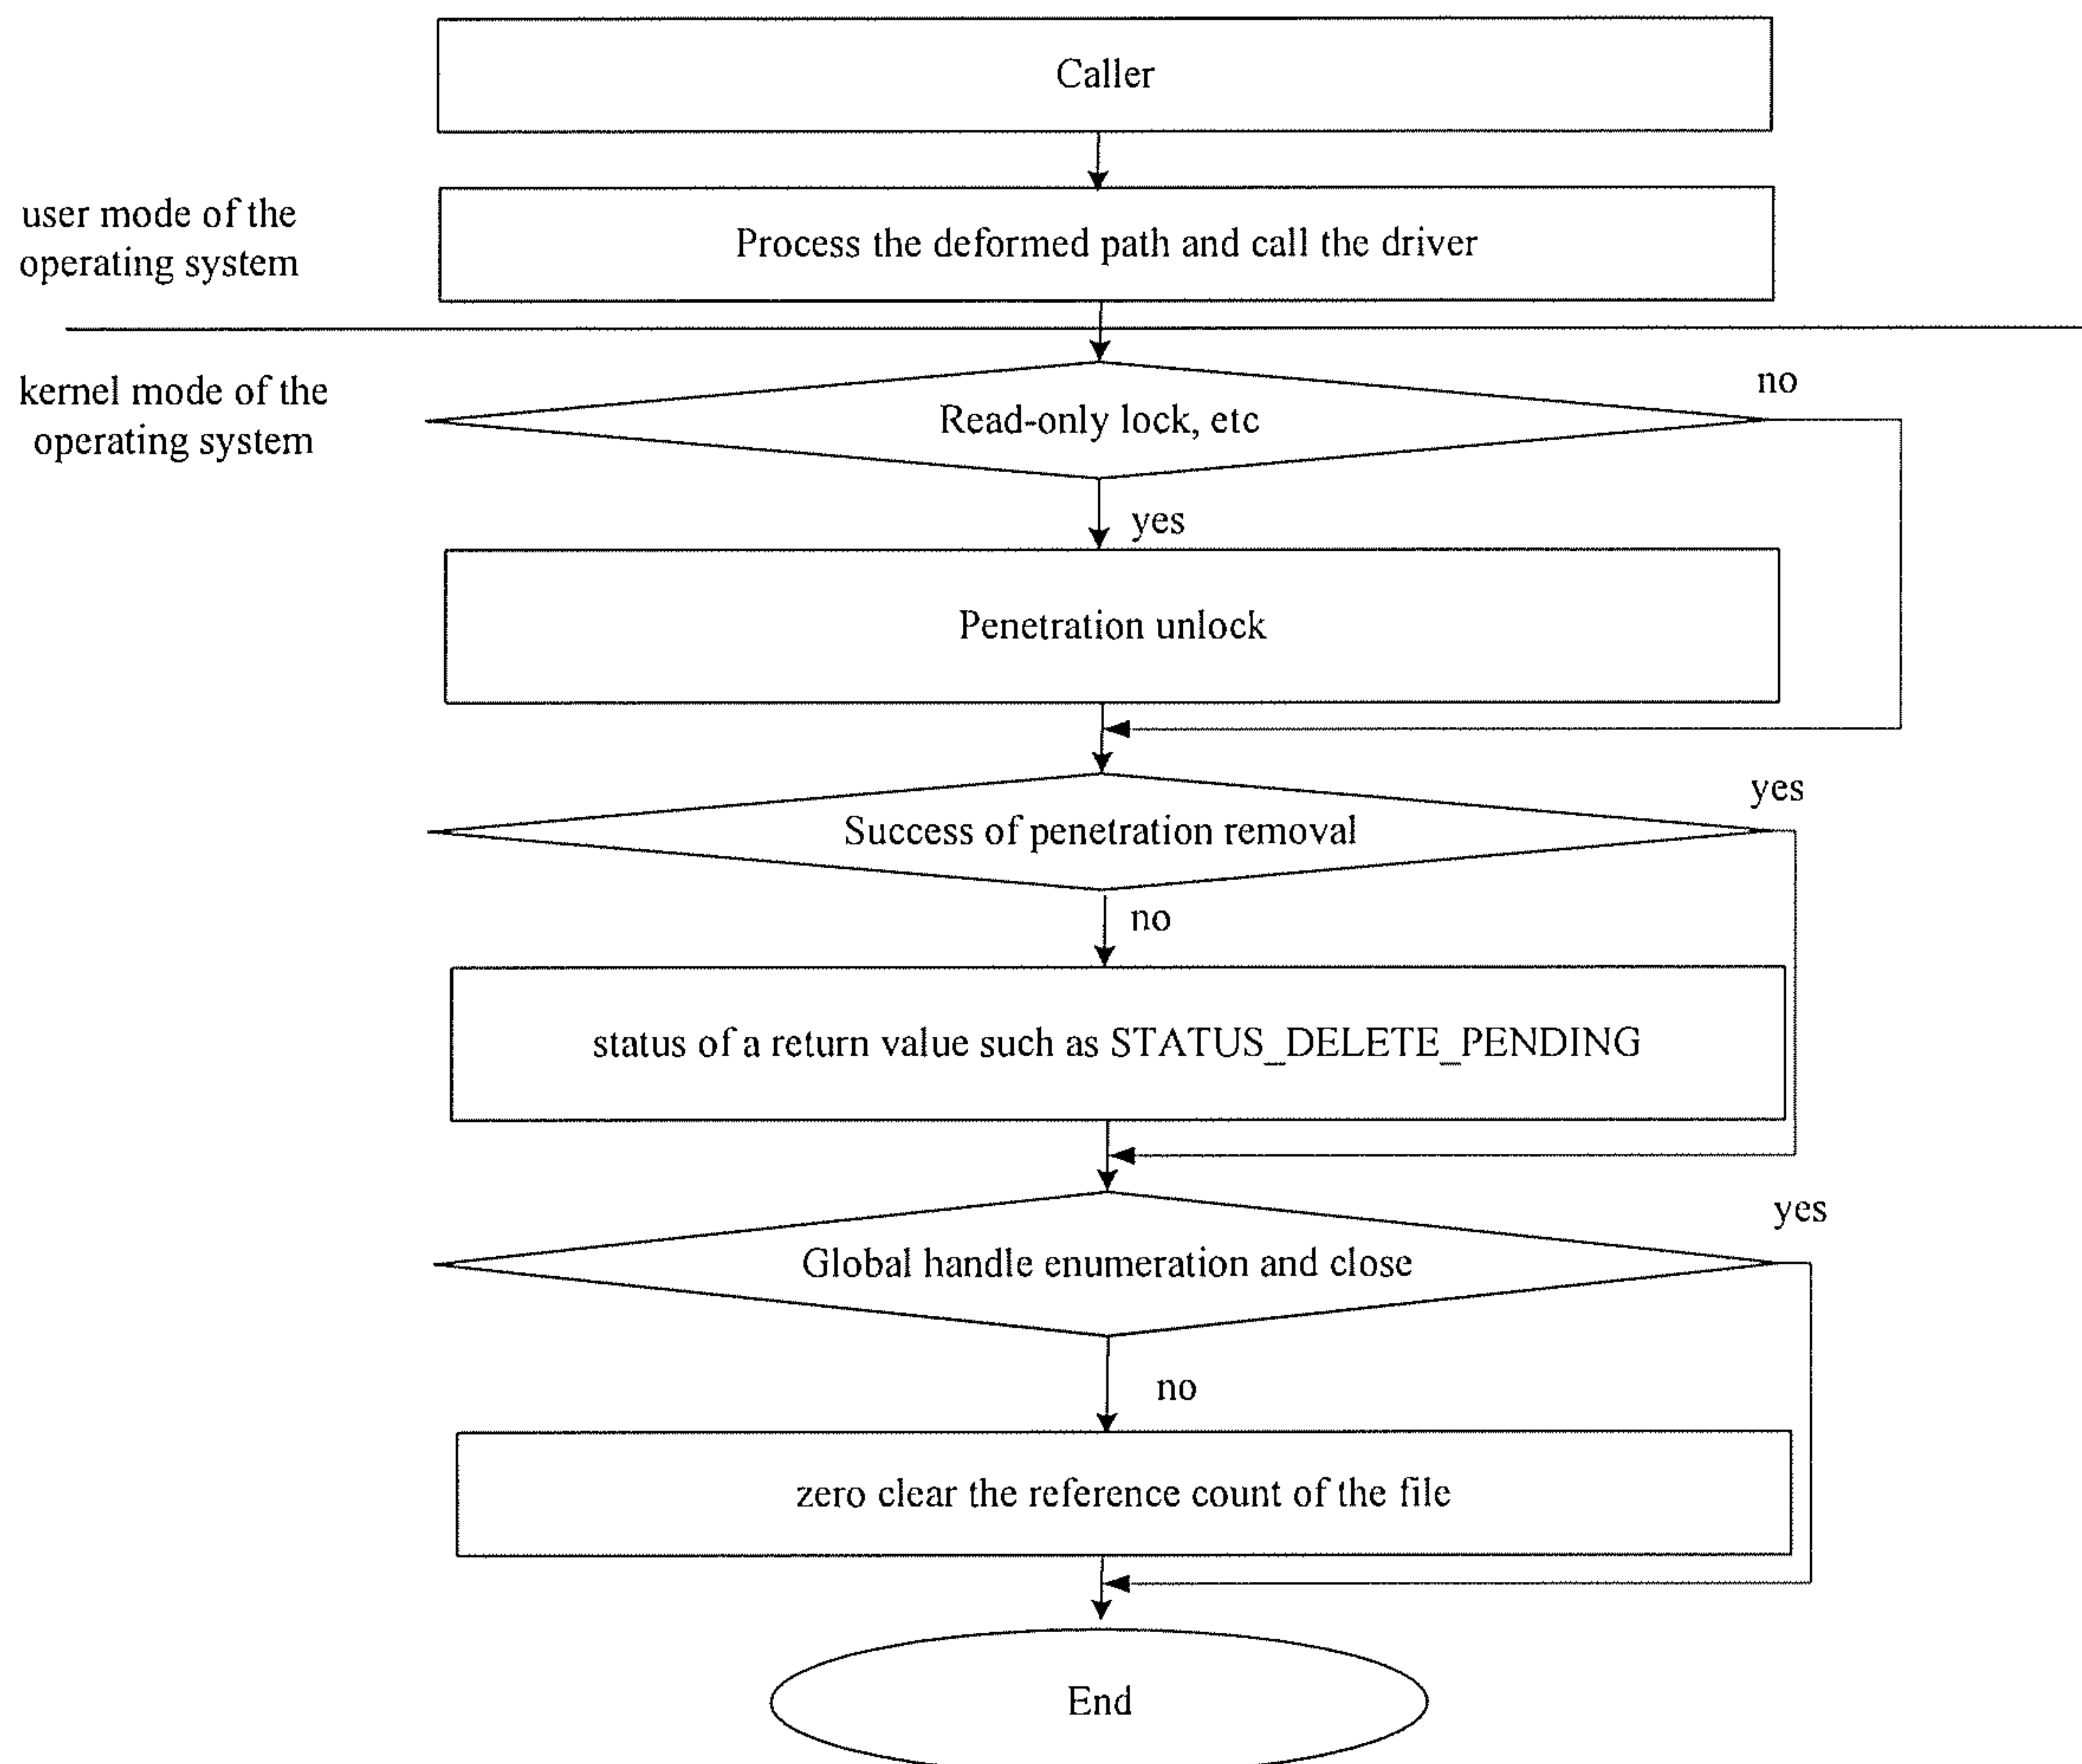 Caller
user mode of the
operating system
Process the deformed path and call the driver
kernel mode of the
operating system
no
Read-only lock, etc
yes
Penetration unlock
yes
Success of penetration removal
no
status of a return value such as STATUS_DELETE_PENDING
yes
Global handle enumeration and close
no
zero clear the reference count of the file
End